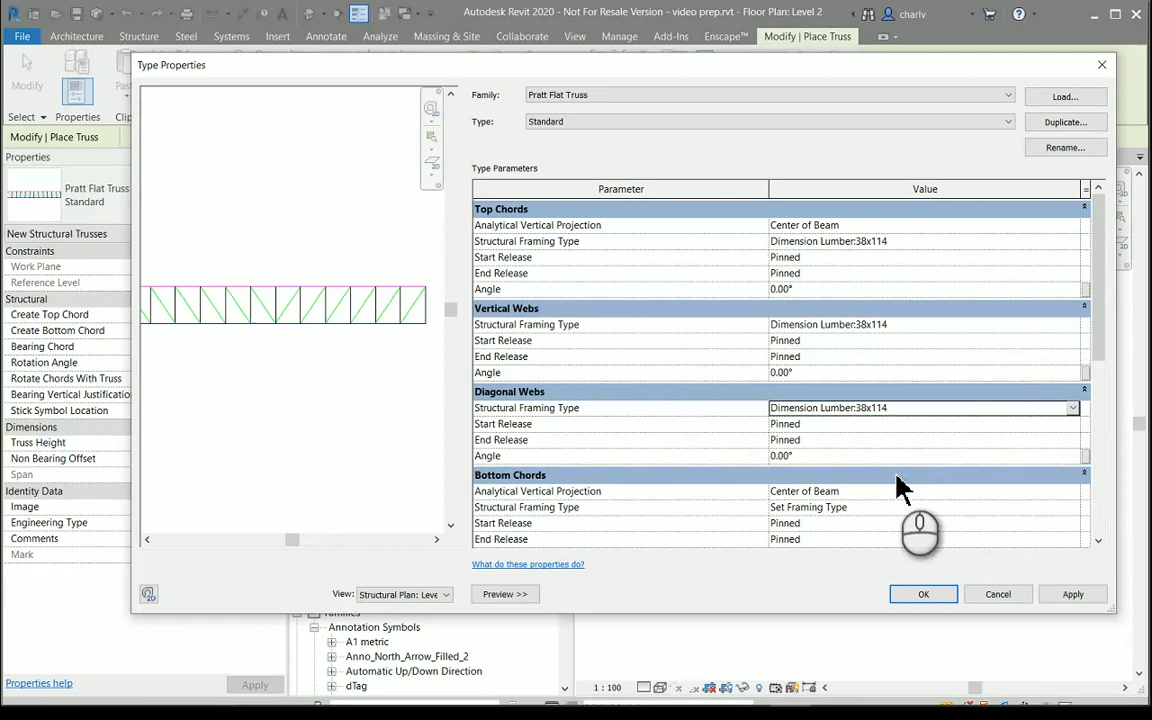 Autodesk Revit 2020 - Not For Resale Version - video prep.rvt - Floor Plan: Level 2
charlv
File Architecture Structure Steel Systems Insert Annotate Analyze Massing & Site Collaborate View Manage Add-Ins Enscape™ Modify | Place Truss
Modify
Select Properties
Modify | Place Truss
Properties
Pratt Flat Truss
Standard
New Structural Trusses
Constraints
Work Plane
Reference Level
Structural
Create Top Chord
Create Bottom Chord
Bearing Chord
Rotation Angle
Rotate Chords With Truss
Bearing Vertical Justificatio
Stick Symbol Location
Dimensions
Truss Height
Non Bearing Offset
Span
Identity Data
Image
Engineering Type
Comments
Mark
Properties help
Apply
Type Properties
Family: Pratt Flat Truss Load...
Type: Standard Duplicate...
Rename...
Type Parameters
Parameter Value =
Top Chords
Analytical Vertical Projection Center of Beam
Structural Framing Type Dimension Lumber:38x114
Start Release Pinned
End Release Pinned
Angle 0.00°
Vertical Webs
Structural Framing Type Dimension Lumber:38x114
Start Release Pinned
End Release Pinned
Angle 0.00°
Diagonal Webs
Structural Framing Type Dimension Lumber:38x114
Start Release Pinned
End Release Pinned
Angle 0.00°
Bottom Chords
Analytical Vertical Projection Center of Beam
Structural Framing Type Set Framing Type
Start Release Pinned
End Release Pinned
What do these properties do?
View: Structural Plan: Leve Preview >> OK Cancel Apply
Families
Annotation Symbols
A1 metric
Anno_North_Arrow_Filled_2
Automatic Up/Down Direction
dTag
1 : 100